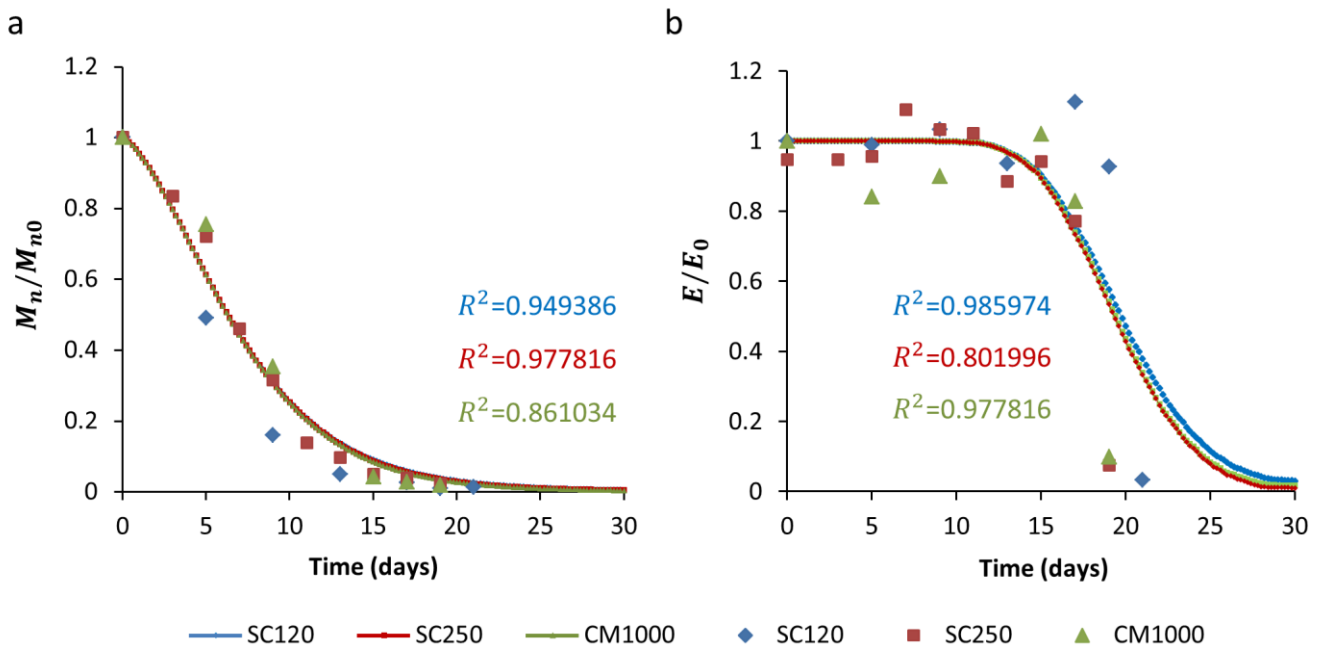 a
1.2
1
0.8
0.6
0.4
0.2
0
M_n/M_{n0}
R²=0.949386
R²=0.977816
R²=0.861034
0 5 10 15 20 25 30
Time (days)
b
1.2
1
0.8
0.6
0.4
0.2
0
E/E_0
R²=0.985974
R²=0.801996
R²=0.977816
0 5 10 15 20 25 30
Time (days)
SC120 SC250 CM1000 SC120 SC250 CM1000